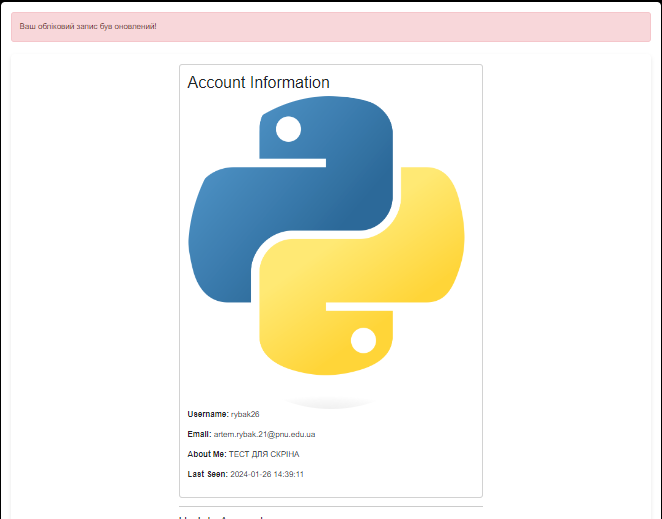 Ваш обліковий запис був оновлений!
Account Information
Username: rybak26
Email: artem.rybak.21@pnu.edu.ua
About Me: ТЕСТ ДЛЯ СКРІНА
Last Seen: 2024-01-26 14:39:11